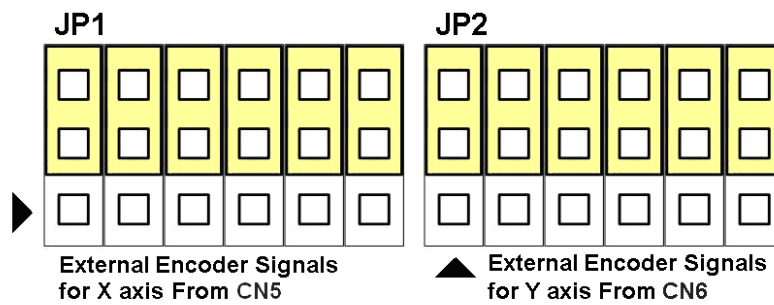 JP1
JP2
External Encoder Signals
for X axis From CN5
External Encoder Signals
for Y axis From CN6